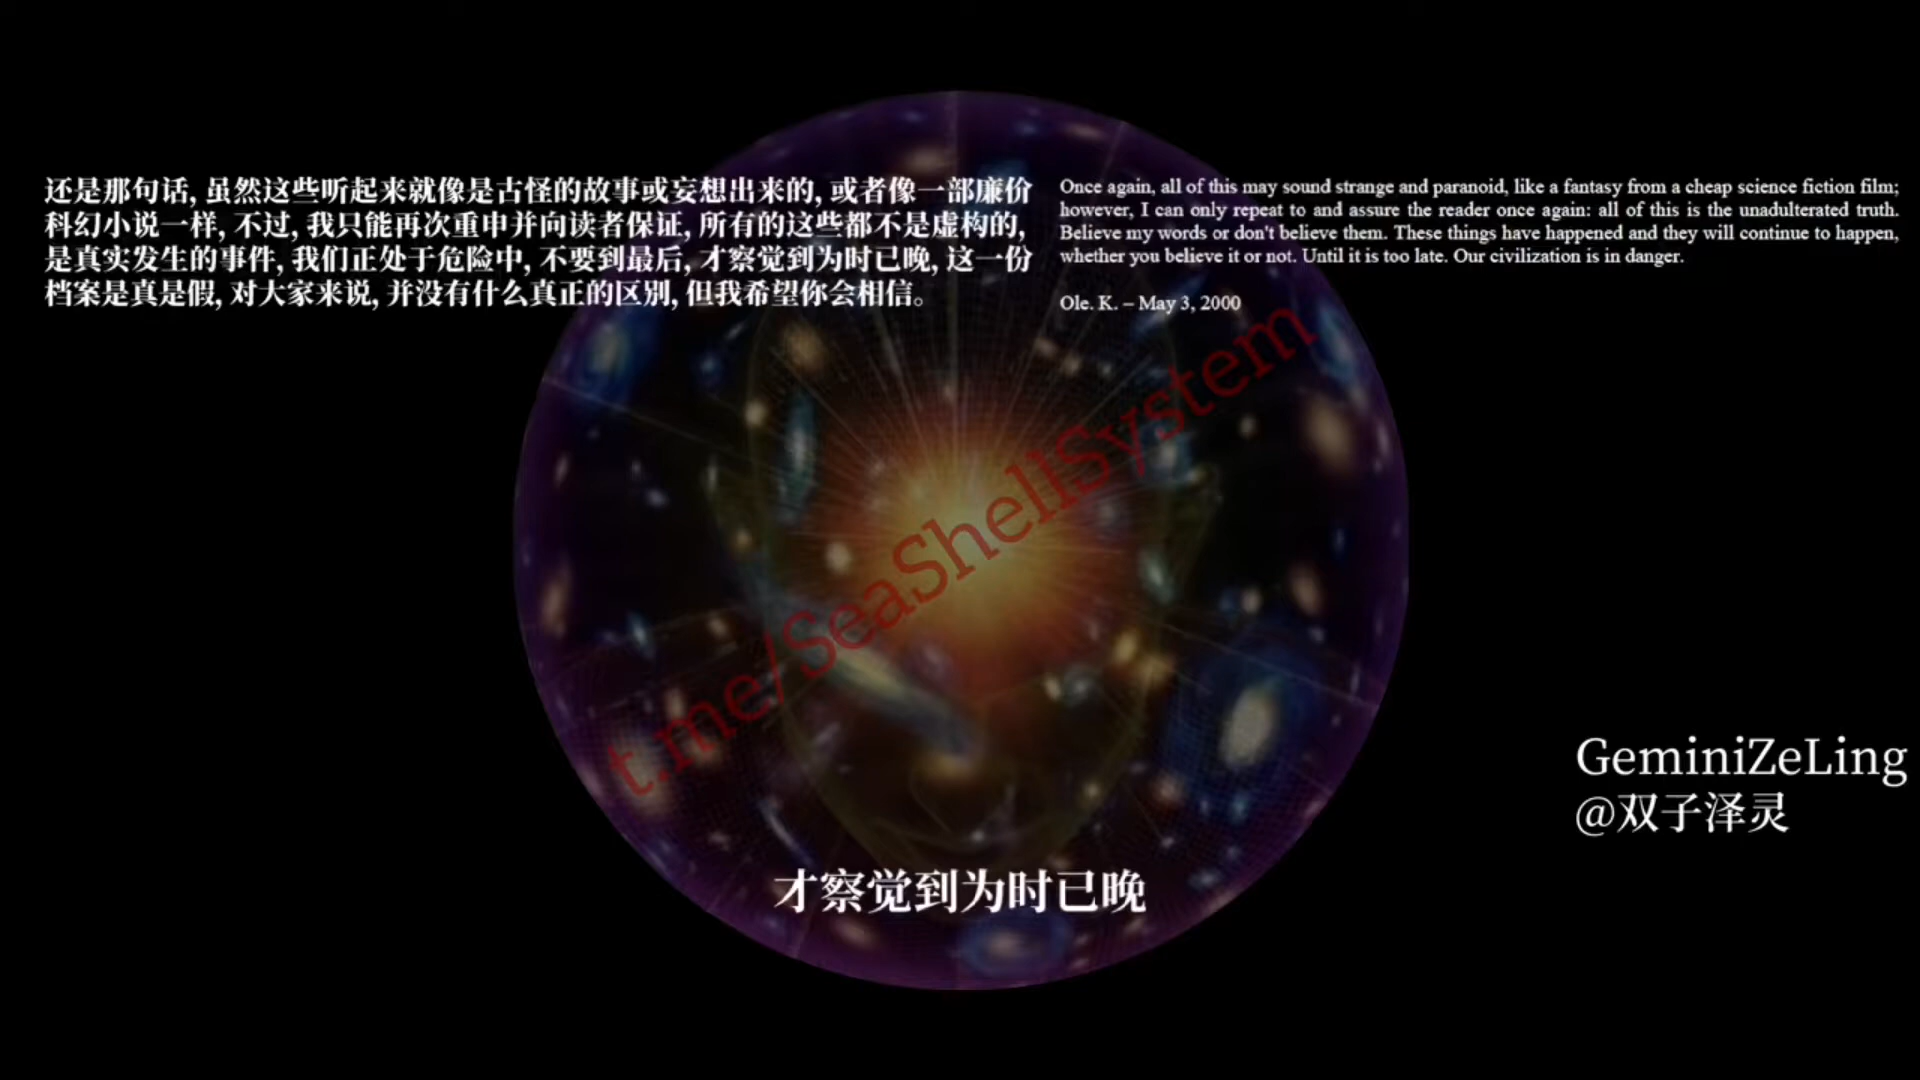 还是那句话, 虽然这些听起来就像是古怪的故事或妄想出来的, 或者像一部廉价
科幻小说一样, 不过, 我只能再次重申并向读者保证, 所有的这些都不是虚构的,
是真实发生的事件, 我们正处于危险中, 不要到最后, 才察觉到为时已晚, 这一份
档案是真是假, 对大家来说, 并没有什么真正的区别, 但我希望你会相信。
Once again, all of this may sound strange and paranoid, like a fantasy from a cheap science fiction film;
however, I can only repeat to and assure the reader once again: all of this is the unadulterated truth.
Believe my words or don't believe them. These things have happened and they will continue to happen,
whether you believe it or not. Until it is too late. Our civilization is in danger.
Ole. K. – May 3, 2000
t.me/SeaShellSystem
GeminiZeLing
@双子泽灵
才察觉到为时已晚